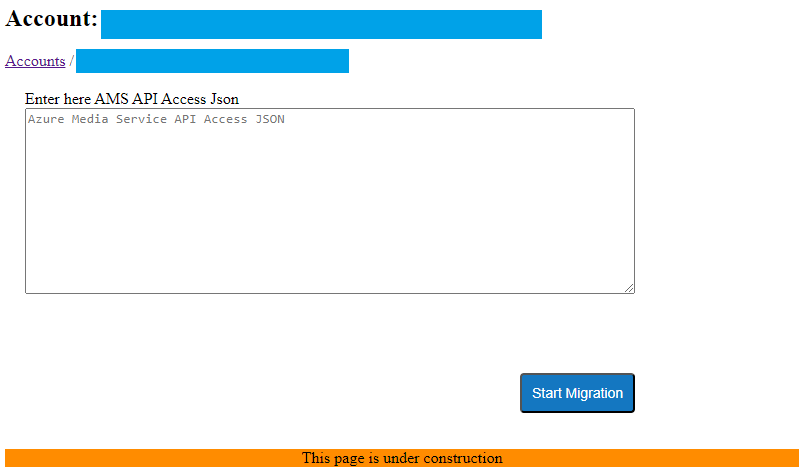 Account:
Accounts /
Enter here AMS API Access Json
Azure Media Service API Access JSON
Start Migration
This page is under construction